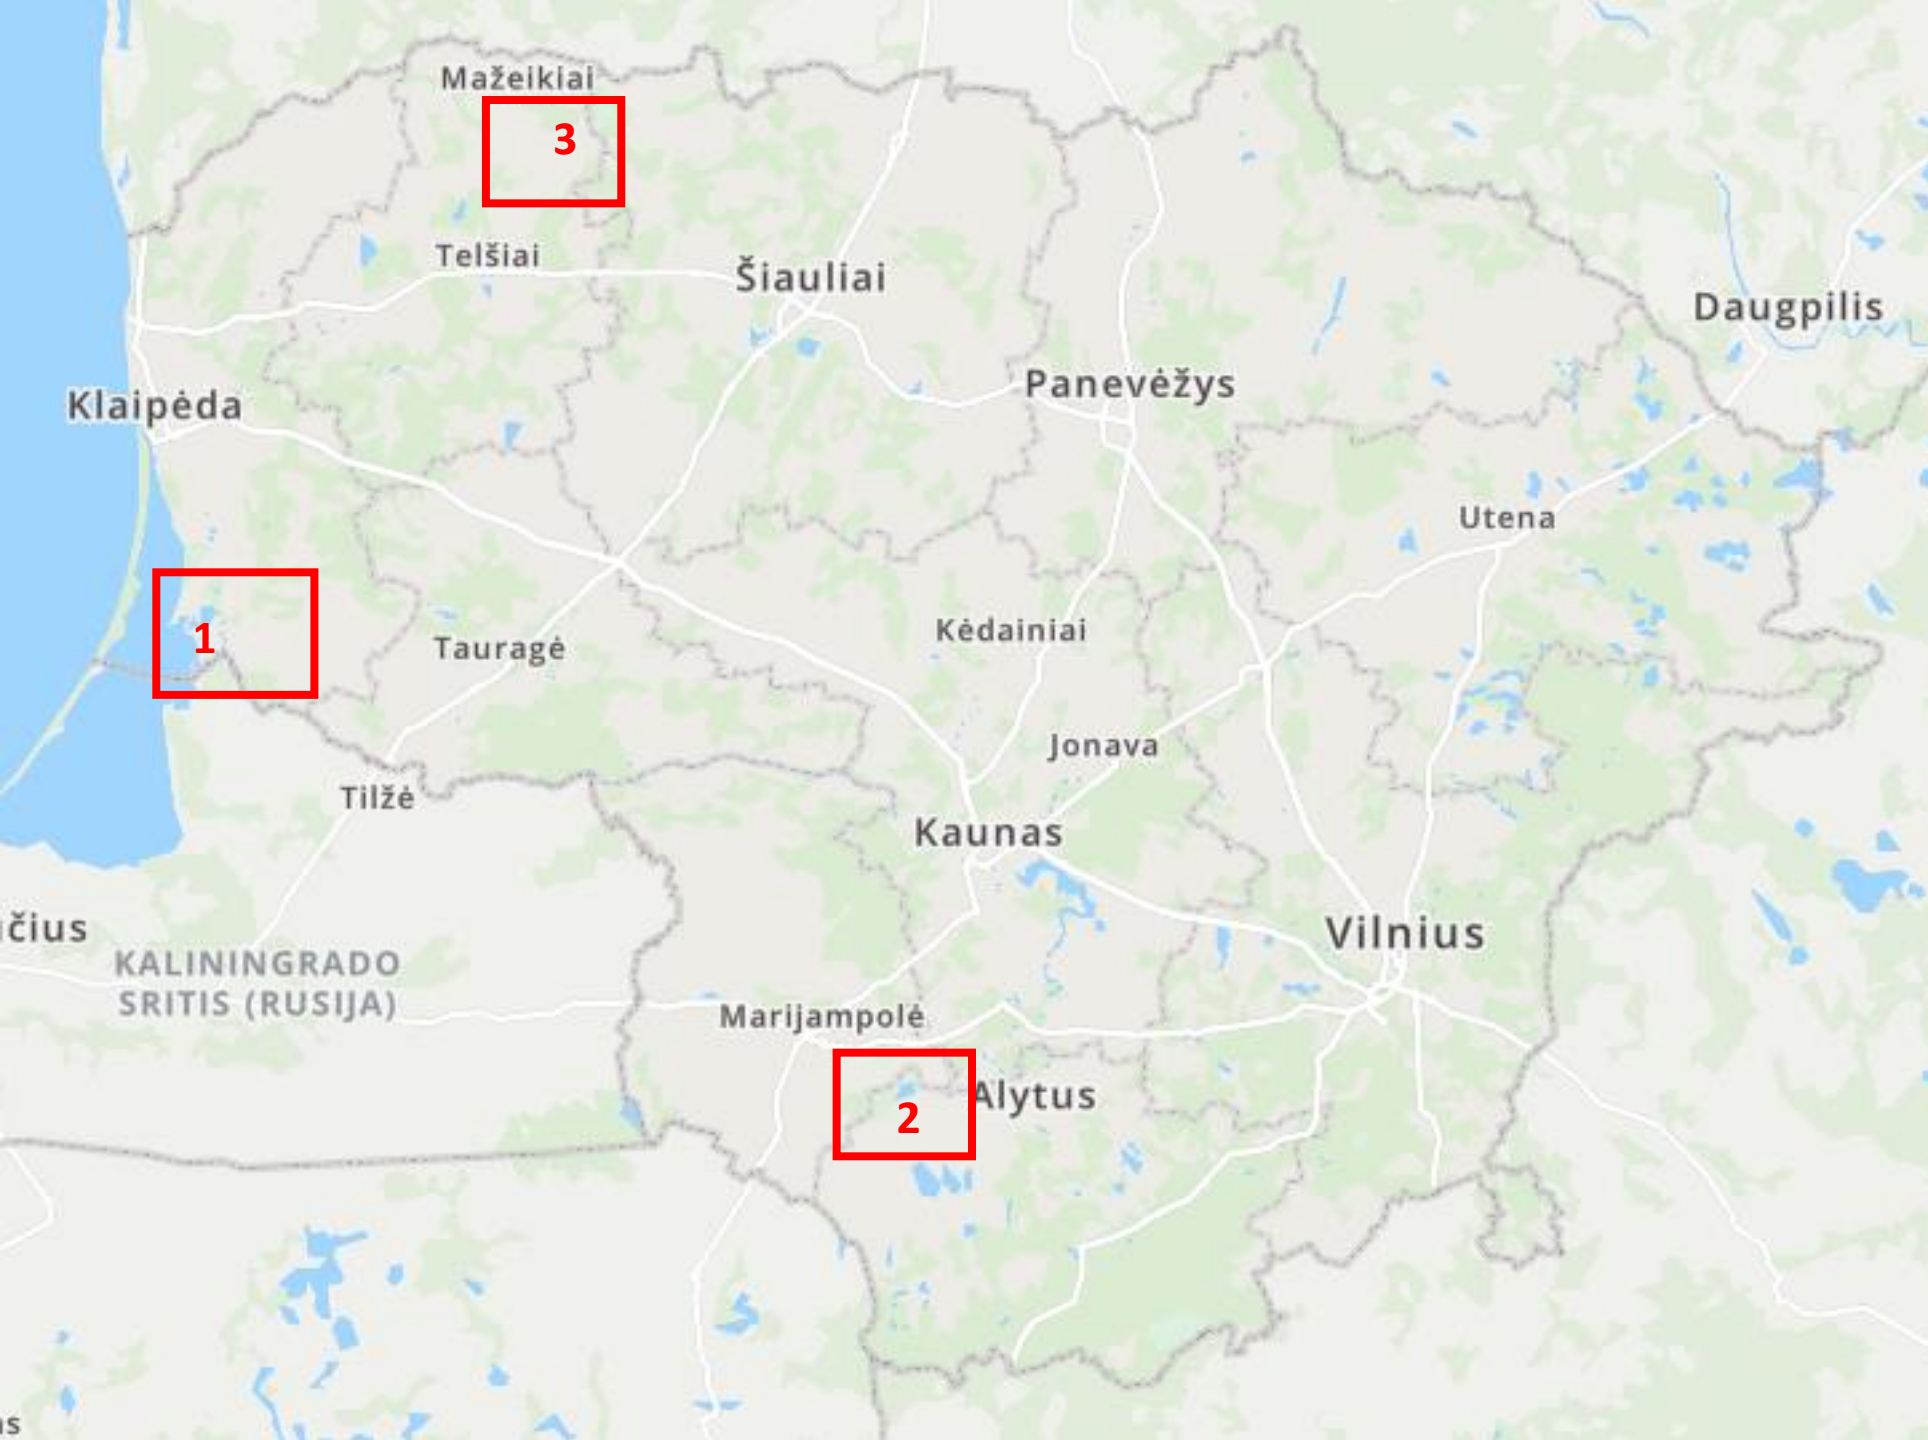 Mažeikiai
3
Telšiai
Šiauliai
Daugpilis
Panevėžys
Klaipėda
Utena
1
Tauragė
Kėdainiai
Jonava
Tilžė
Kaunas
čius
Vilnius
KALININGRADO
SRITIS (RUSIJA)
Marijampolė
2
Alytus
as